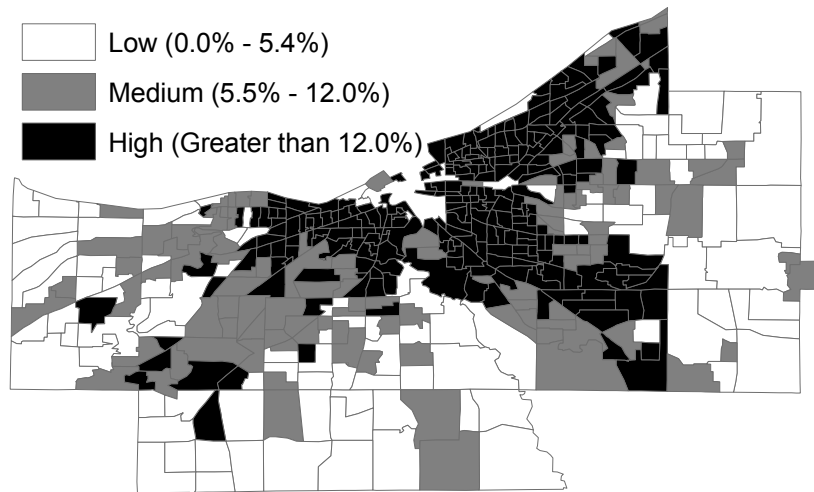 Low (0.0% - 5.4%)
Medium (5.5% - 12.0%)
High (Greater than 12.0%)